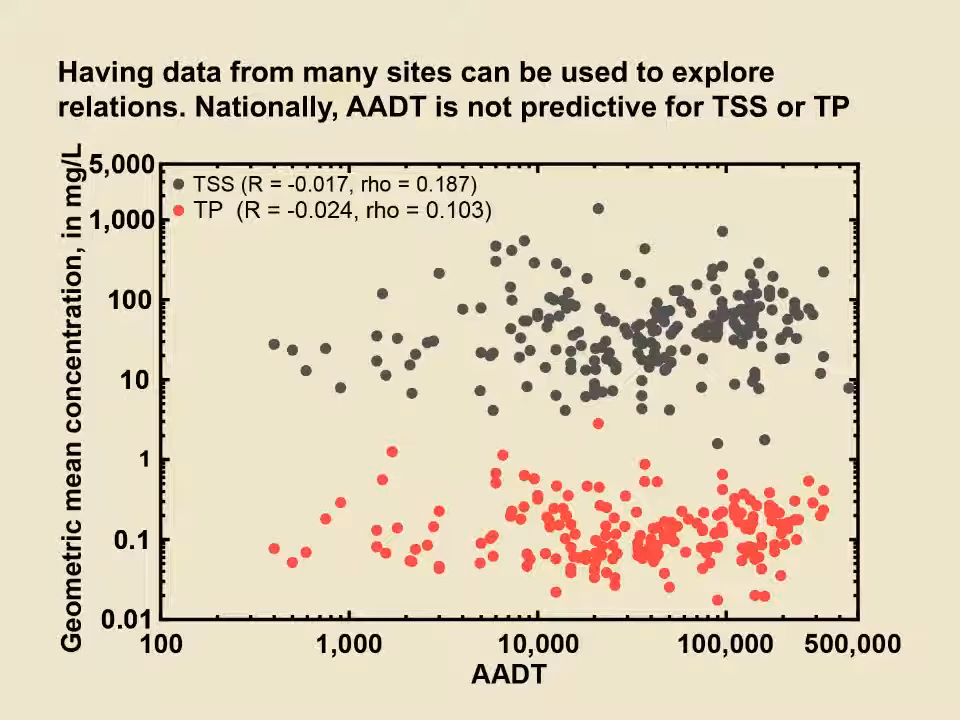 Having data from many sites can be used to explore
relations. Nationally, AADT is not predictive for TSS or TP
Geometric mean concentration, in mg/L
5,000
1,000
100
10
1
0.1
0.01
TSS (R = -0.017, rho = 0.187)
TP (R = -0.024, rho = 0.103)
100
1,000
10,000
100,000
500,000
AADT